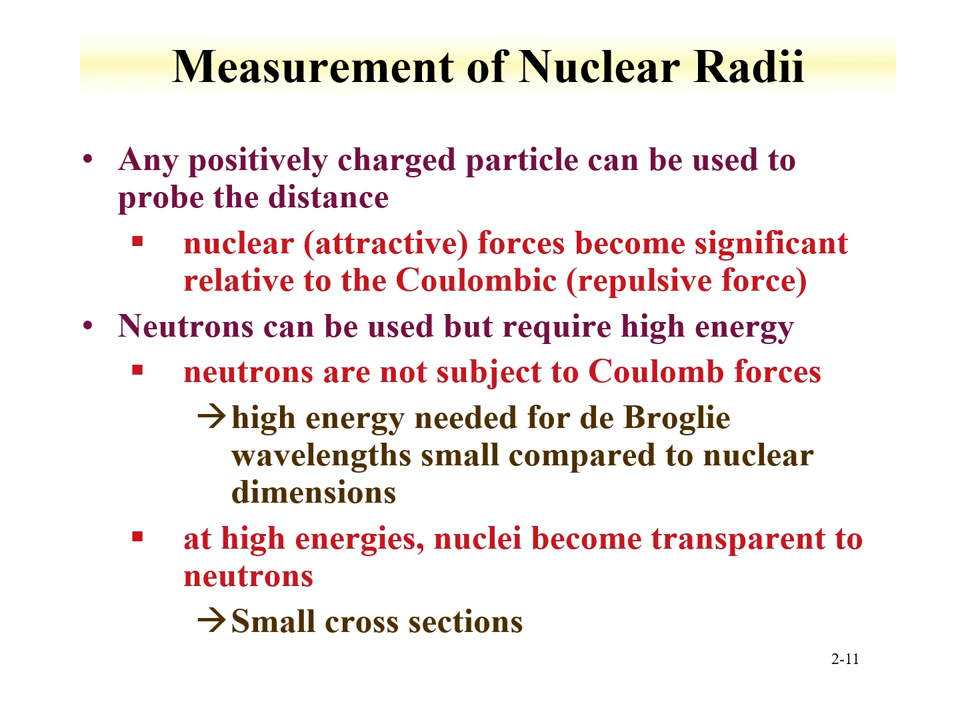 Measurement of Nuclear Radii
• Any positively charged particle can be used to
probe the distance
▪ nuclear (attractive) forces become significant
relative to the Coulombic (repulsive force)
• Neutrons can be used but require high energy
▪ neutrons are not subject to Coulomb forces
→high energy needed for de Broglie
wavelengths small compared to nuclear
dimensions
▪ at high energies, nuclei become transparent to
neutrons
→Small cross sections
2-11